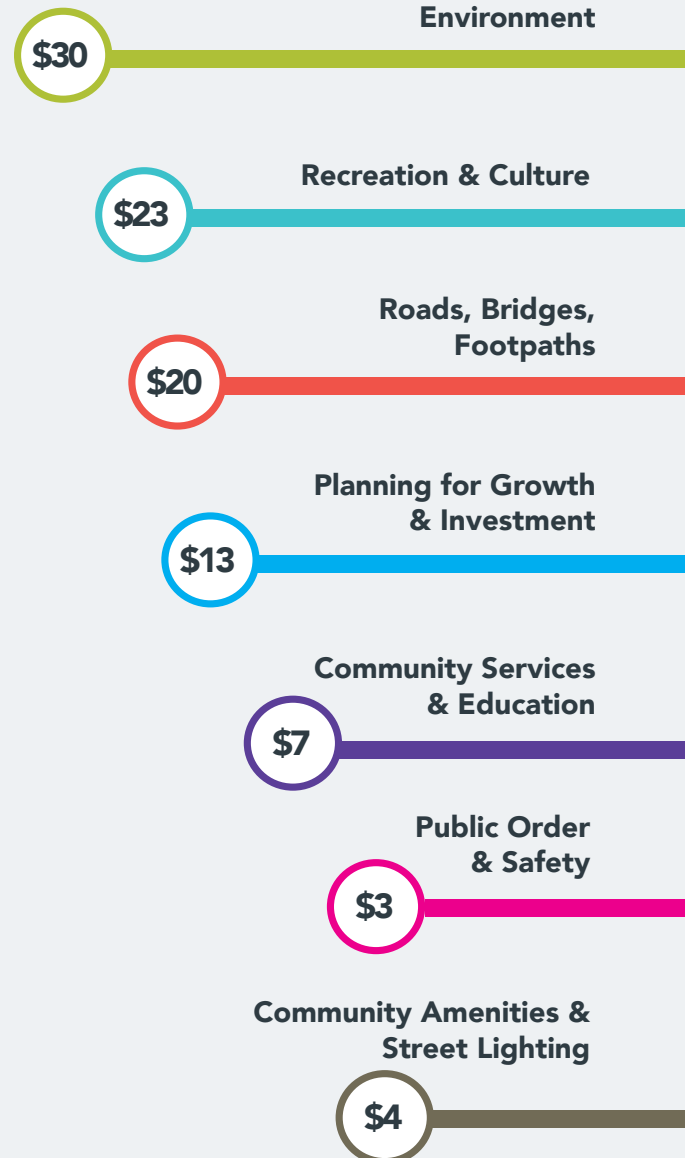 Environment
$30
Recreation & Culture
$23
Roads, Bridges,
Footpaths
$20
Planning for Growth
& Investment
$13
Community Services
& Education
$7
Public Order
& Safety
$3
Community Amenities &
Street Lighting
$4